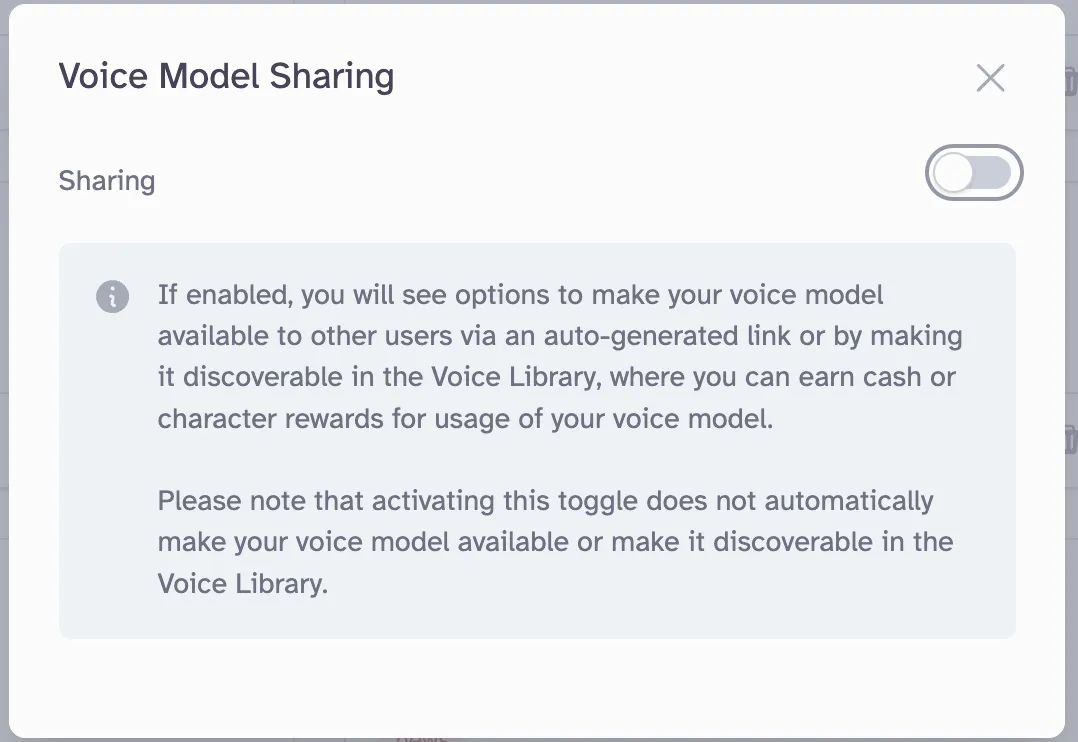 Voice Model Sharing
Sharing
If enabled, you will see options to make your voice model
available to other users via an auto-generated link or by making
it discoverable in the Voice Library, where you can earn cash or
character rewards for usage of your voice model.
Please note that activating this toggle does not automatically
make your voice model available or make it discoverable in the
Voice Library.